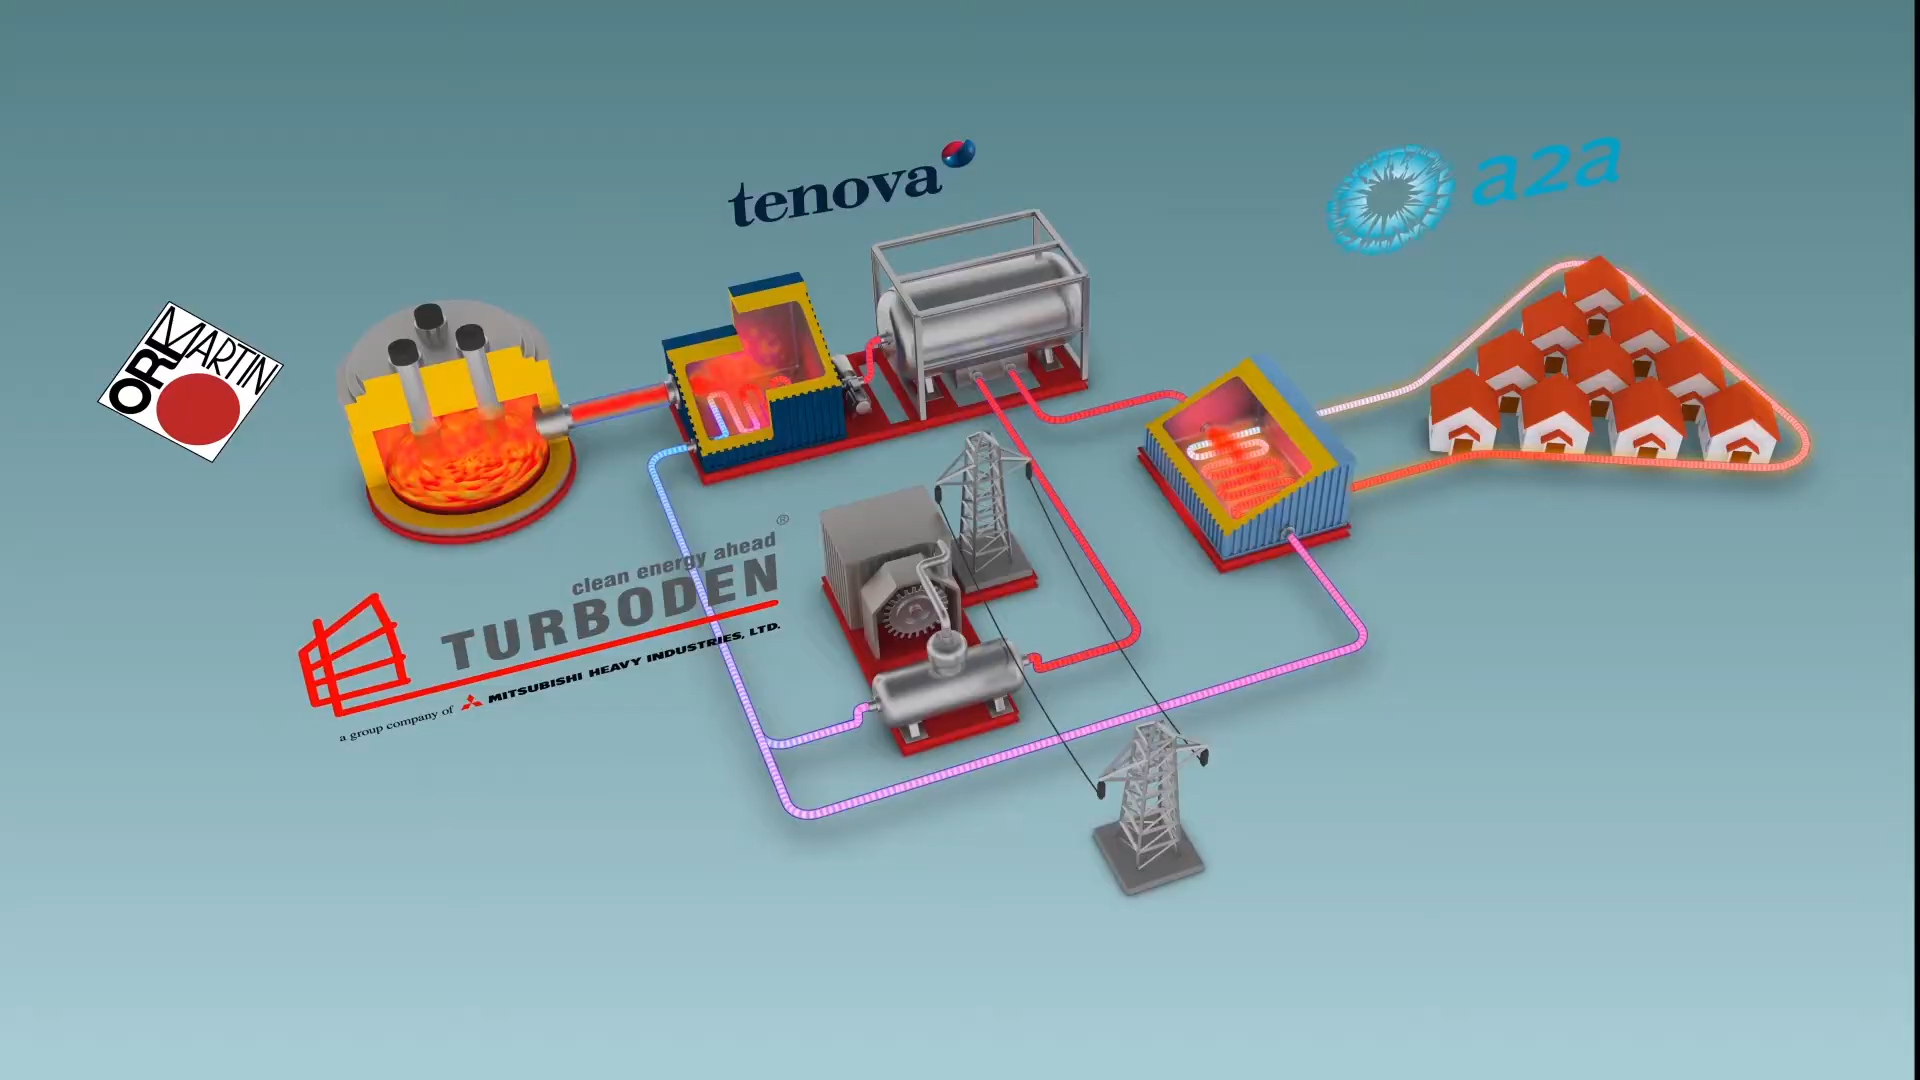 tenova
a2a
ORI
MARTIN
clean energy ahead
®
TURBODEN
a group company of MITSUBISHI HEAVY INDUSTRIES, LTD.